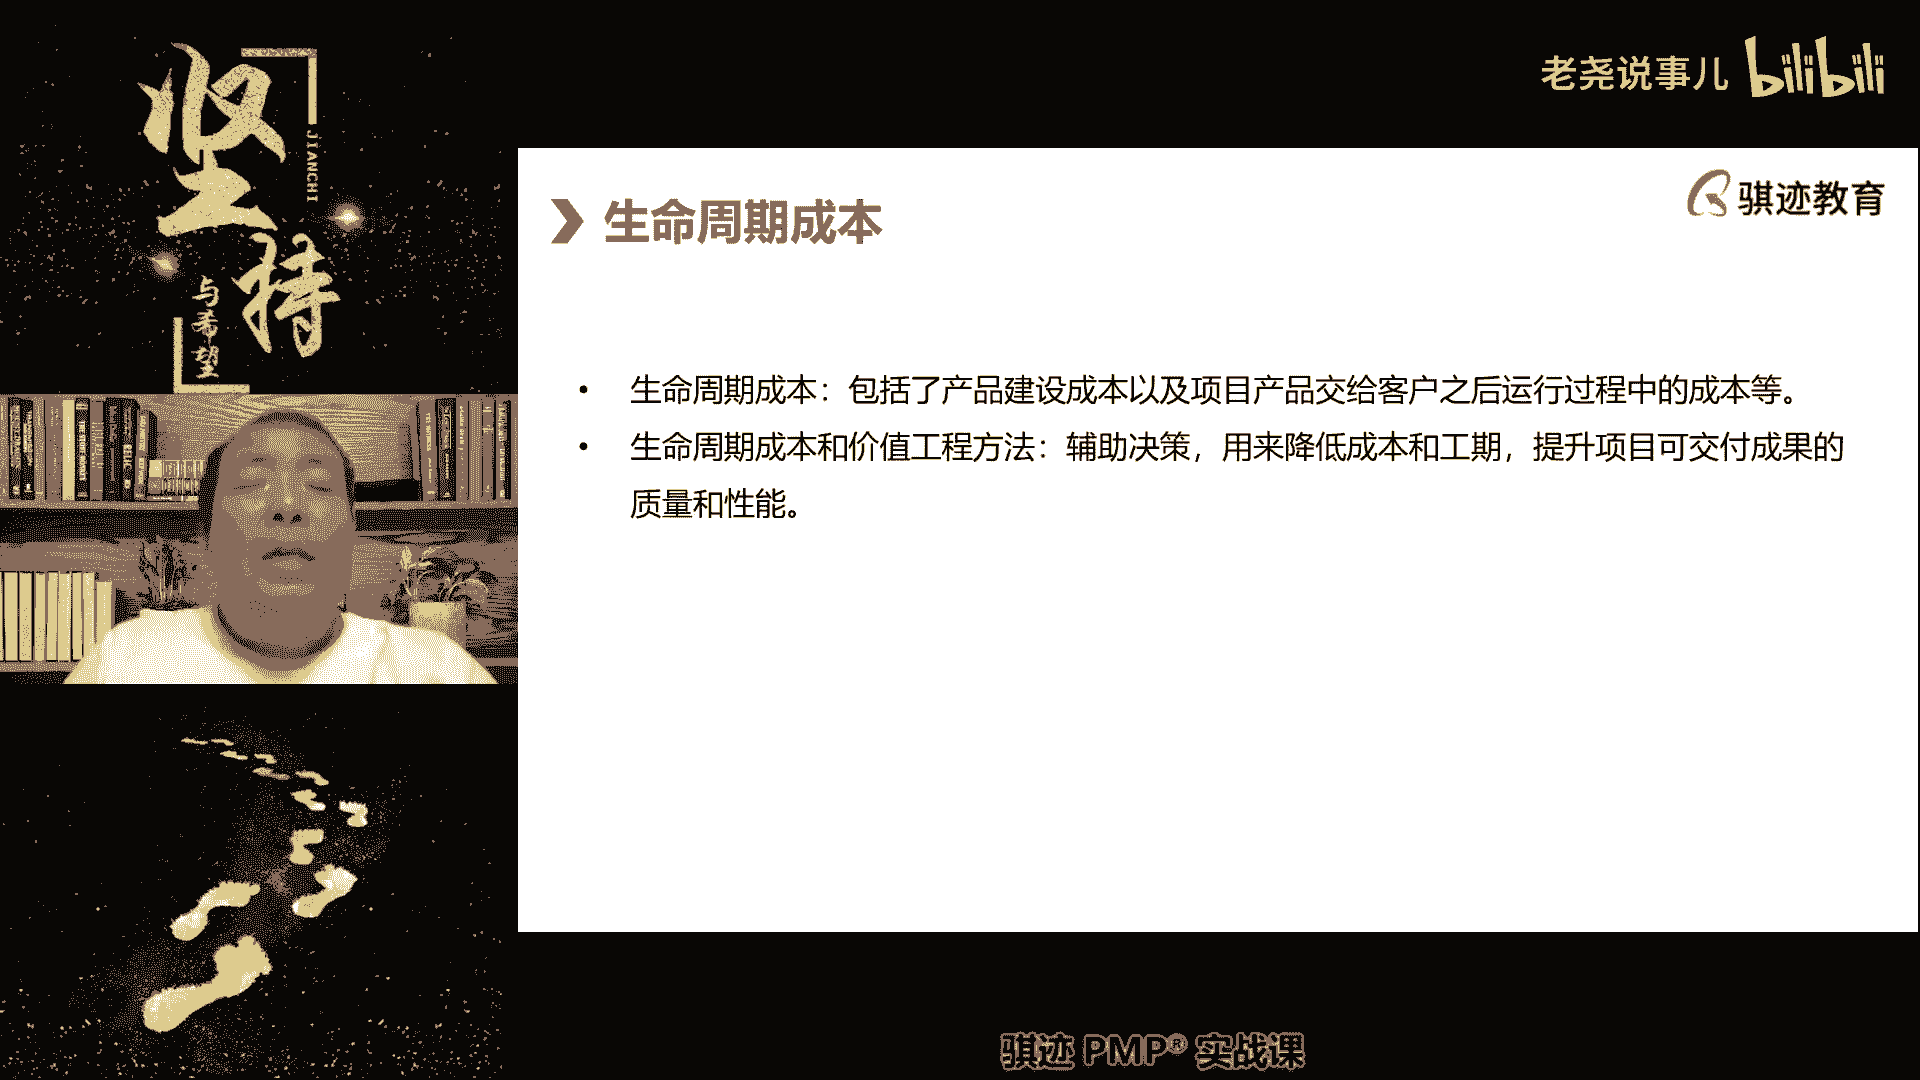 坚持
JIANCHI
与希望
老尧说事儿 bilibili
骐迹教育
生命周期成本
• 生命周期成本：包括了产品建设成本以及项目产品交给客户之后运行过程中的成本等。
• 生命周期成本和价值工程方法：辅助决策，用来降低成本和工期，提升项目可交付成果的
质量和性能。
骐迹 PMP® 实战课